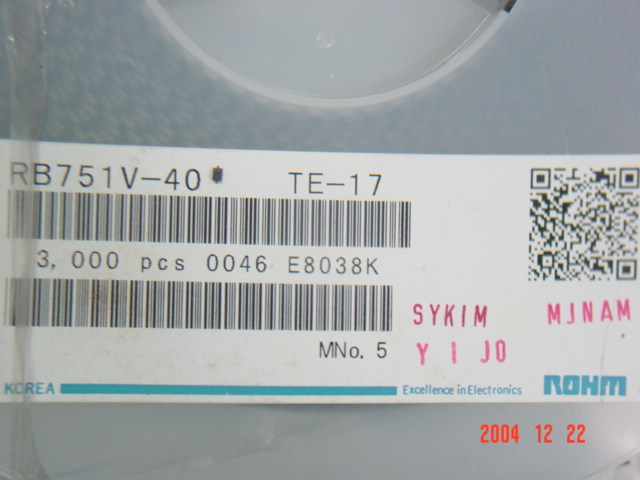 RB751V-40 TE-17
3,000 pcs 0046 E8038K
SYKIM MJNAM
MNo. 5 YIJO
KOREA Excellence in Electronics ROHM
2004 12 22